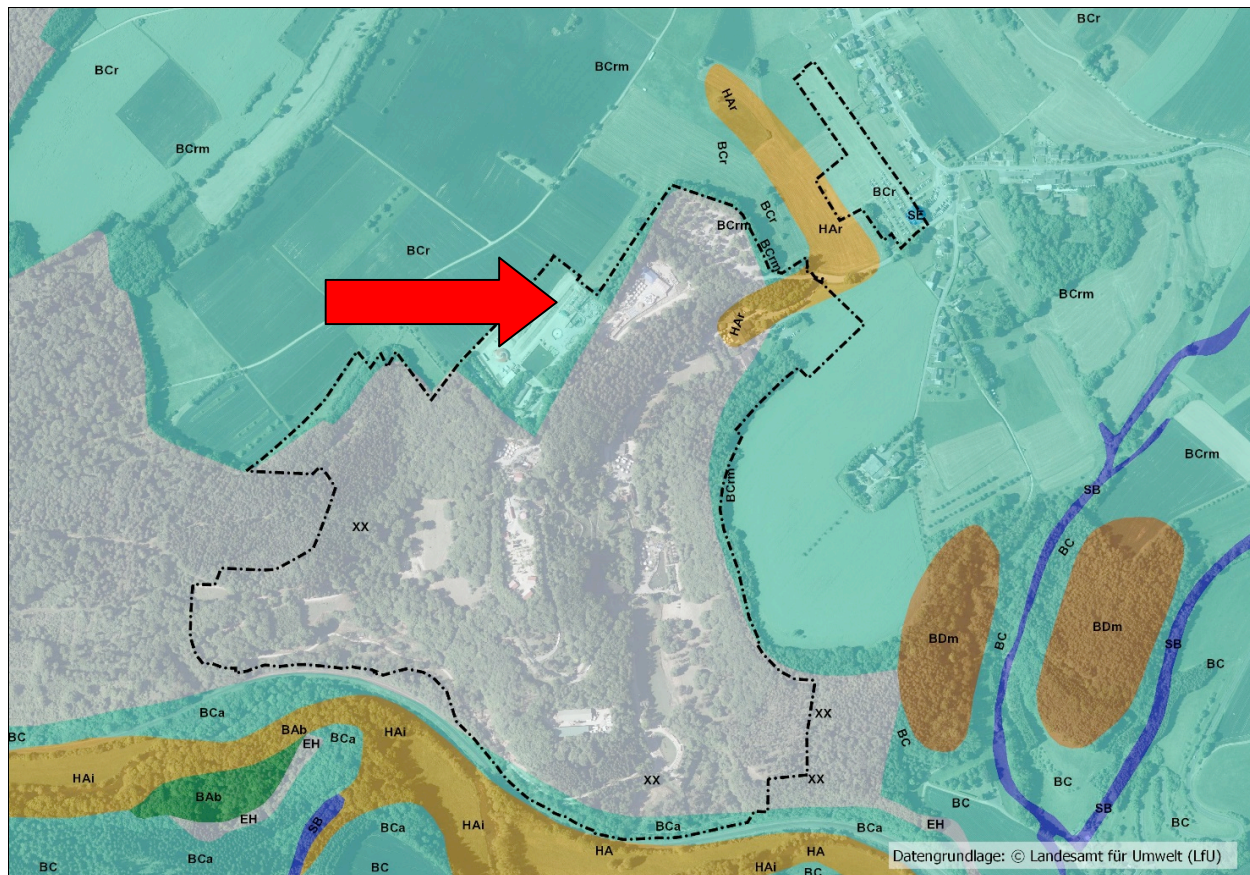 BCr
BCr
BCrm
HAr
BCrm
BCr
BCr
SE
BCr
BCrm
HAr
BCr
BCrm
BCrm
HAr
BCrm
BCrm
SB
XX
BC
BDm
BDm
BC
SB
BC
XX
BCa
BC
BAb
HAi
BCa
EH
BC
HAi
BAb
XX
XX
BC
EH
SB
HAi
BCa
BCa
EH
BC
SB
BC
BCa
BC
BCa
HA
HA
HAi
BC
Datengrundlage: © Landesamt für Umwelt (LfU)